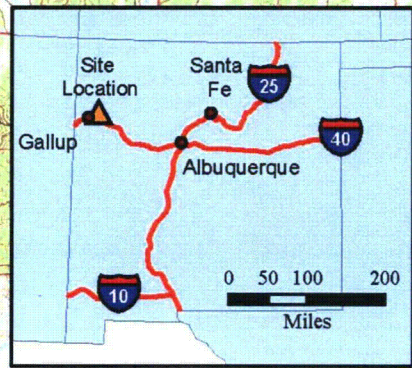 Site
Location
Santa
Fe
25
Gallup
40
Albuquerque
10
0 50 100 200
Miles